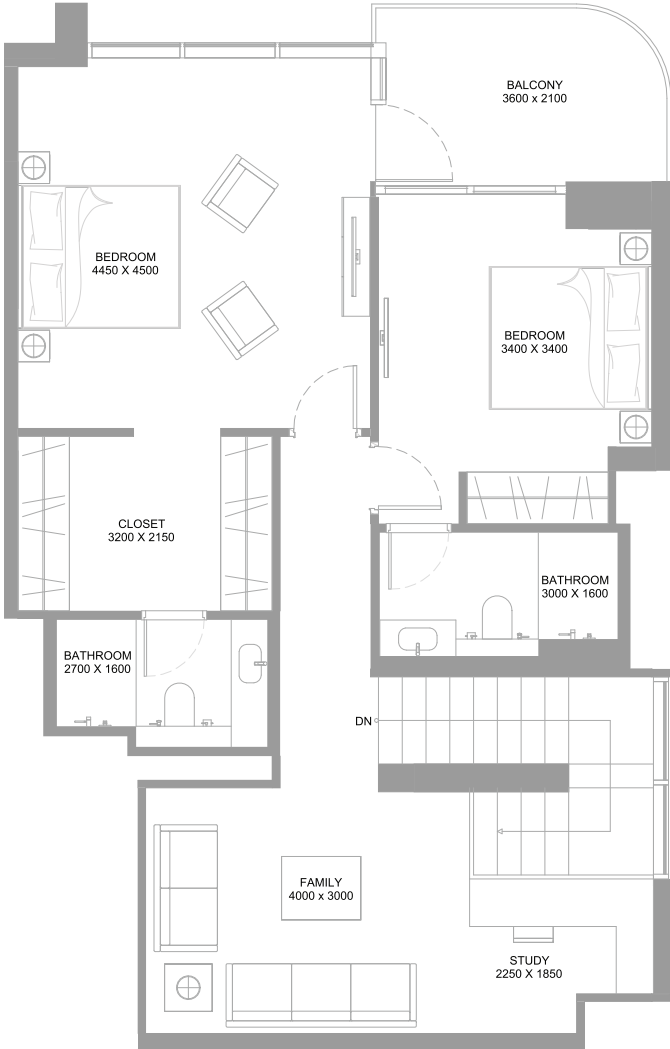 BALCONY
3600 x 2100
BEDROOM
4450 X 4500
BEDROOM
3400 X 3400
CLOSET
3200 X 2150
BATHROOM
3000 X 1600
BATHROOM
2700 X 1600
DN
FAMILY
4000 x 3000
STUDY
2250 X 1850